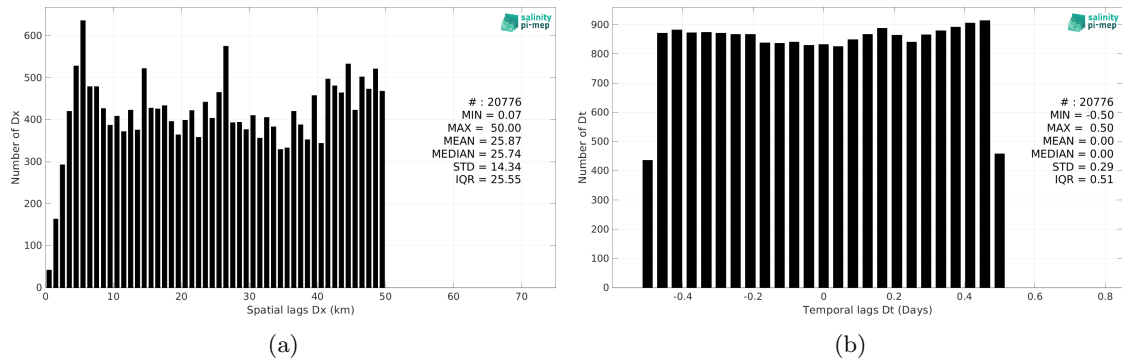 salinity
pi-mep
Number of Dx
600
500
400
300
200
100
0
# : 20776
MIN = 0.07
MAX = 50.00
MEAN = 25.87
MEDIAN = 25.74
STD = 14.34
IQR = 25.55
0 10 20 30 40 50 60 70
Spatial lags Dx (km)
(a)
salinity
pi-mep
Number of Dt
900
800
700
600
500
400
300
200
100
0
# : 20776
MIN = -0.50
MAX = 0.50
MEAN = 0.00
MEDIAN = 0.00
STD = 0.29
IQR = 0.51
-0.4 -0.2 0 0.2 0.4 0.6 0.8
Temporal lags Dt (Days)
(b)